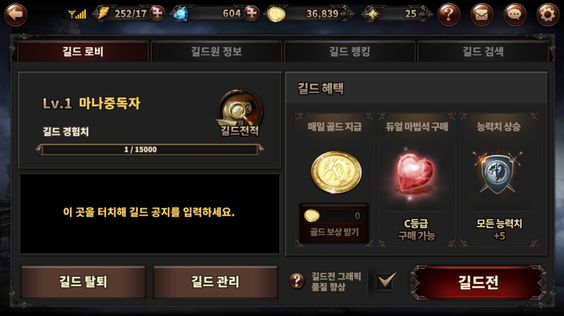 252/17
604
36,839
25
길드 로비
길드원 정보
길드 랭킹
길드 검색
Lv.1 마나중독자
길드전적
길드 경험치
1 / 15000
이 곳을 터치해 길드 공지를 입력하세요.
길드 혜택
매일 골드 지급
0
골드 보상 받기
듀얼 마법석 구매
C등급
구매 가능
능력치 상승
모든 능력치
+5
길드 탈퇴
길드 관리
?
길드전 그래픽
품질 향상
길드전